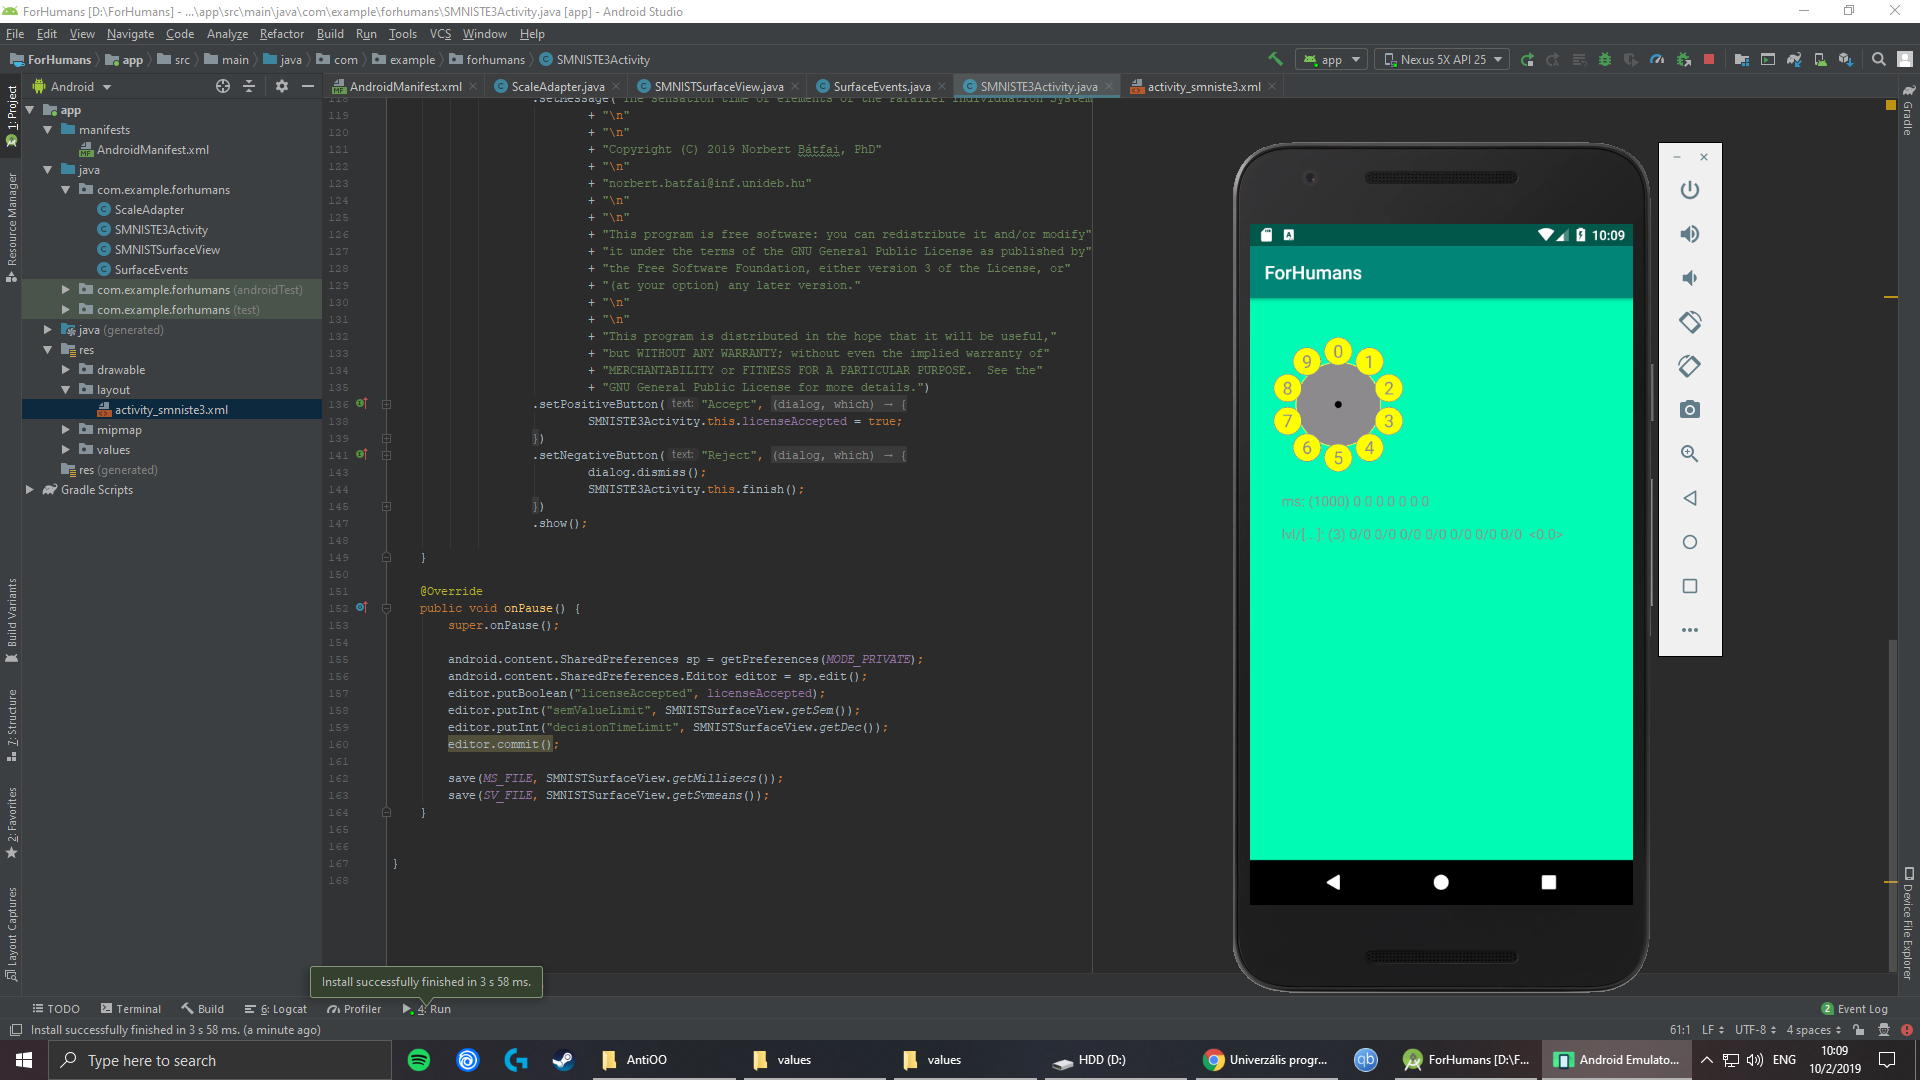 ForHumans [D:\ForHumans] - ...\app\src\main\java\com\example\forhumans\SMNISTE3Activity.java [app] - Android Studio
File Edit View Navigate Code Analyze Refactor Build Run Tools VCS Window Help
ForHumans app src main java com example forhumans SMNISTE3Activity
app Nexus 5X API 25
Android
AndroidManifest.xml ScaleAdapter.java SMNISTSurfaceView.java SurfaceEvents.java SMNISTE3Activity.java activity_smniste3.xml
1: Project
Resource Manager
Build Variants
7: Structure
2: Favorites
Layout Captures
app
manifests
AndroidManifest.xml
java
com.example.forhumans
ScaleAdapter
SMNISTE3Activity
SMNISTSurfaceView
SurfaceEvents
com.example.forhumans (androidTest)
com.example.forhumans (test)
java (generated)
res
drawable
layout
activity_smniste3.xml
mipmap
values
res (generated)
Gradle Scripts
118 .setMessage("The sensation time of elements of the Parallel Individuation System
119 + "\n"
120 + "\n"
121 + "Copyright (C) 2019 Norbert Bátfai, PhD"
122 + "\n"
123 + "norbert.batfai@inf.unideb.hu"
124 + "\n"
125 + "\n"
126 + "This program is free software: you can redistribute it and/or modify"
127 + "it under the terms of the GNU General Public License as published by"
128 + "the Free Software Foundation, either version 3 of the License, or"
129 + "(at your option) any later version."
130 + "\n"
131 + "\n"
132 + "This program is distributed in the hope that it will be useful,"
133 + "but WITHOUT ANY WARRANTY; without even the implied warranty of"
134 + "MERCHANTABILITY or FITNESS FOR A PARTICULAR PURPOSE.  See the"
135 + "GNU General Public License for more details.")
136 .setPositiveButton( text: "Accept", (dialog, which) → {
138 SMNISTE3Activity.this.licenseAccepted = true;
139 })
141 .setNegativeButton( text: "Reject", (dialog, which) → {
143 dialog.dismiss();
144 SMNISTE3Activity.this.finish();
145 })
147 .show();
148
149 }
150
151 @Override
152 public void onPause() {
153 super.onPause();
154
155 android.content.SharedPreferences sp = getPreferences(MODE_PRIVATE);
156 android.content.SharedPreferences.Editor editor = sp.edit();
157 editor.putBoolean("licenseAccepted", licenseAccepted);
158 editor.putInt("semValueLimit", SMNISTSurfaceView.getSem());
159 editor.putInt("decisionTimeLimit", SMNISTSurfaceView.getDec());
160 editor.commit();
161
162 save(MS_FILE, SMNISTSurfaceView.getMillisecs());
163 save(SV_FILE, SMNISTSurfaceView.getSvmeans());
164 }
165
166
167 }
168
10:09
ForHumans
0
1
2
3
4
5
6
7
8
9
ms: (1000) 0 0 0 0 0 0 0
lvl/[...]: (3) 0/0 0/0 0/0 0/0 0/0 0/0 0/0 <0.0>
Gradle
Device File Explorer
Install successfully finished in 3 s 58 ms.
TODO Terminal Build 6: Logcat Profiler 4: Run 2 Event Log
Install successfully finished in 3 s 58 ms. (a minute ago) 61:1 LF UTF-8 4 spaces
Type here to search AntiOO values values HDD (D:) Univerzális progr... qb ForHumans [D:\F... Android Emulato... ENG 10:09
10/2/2019